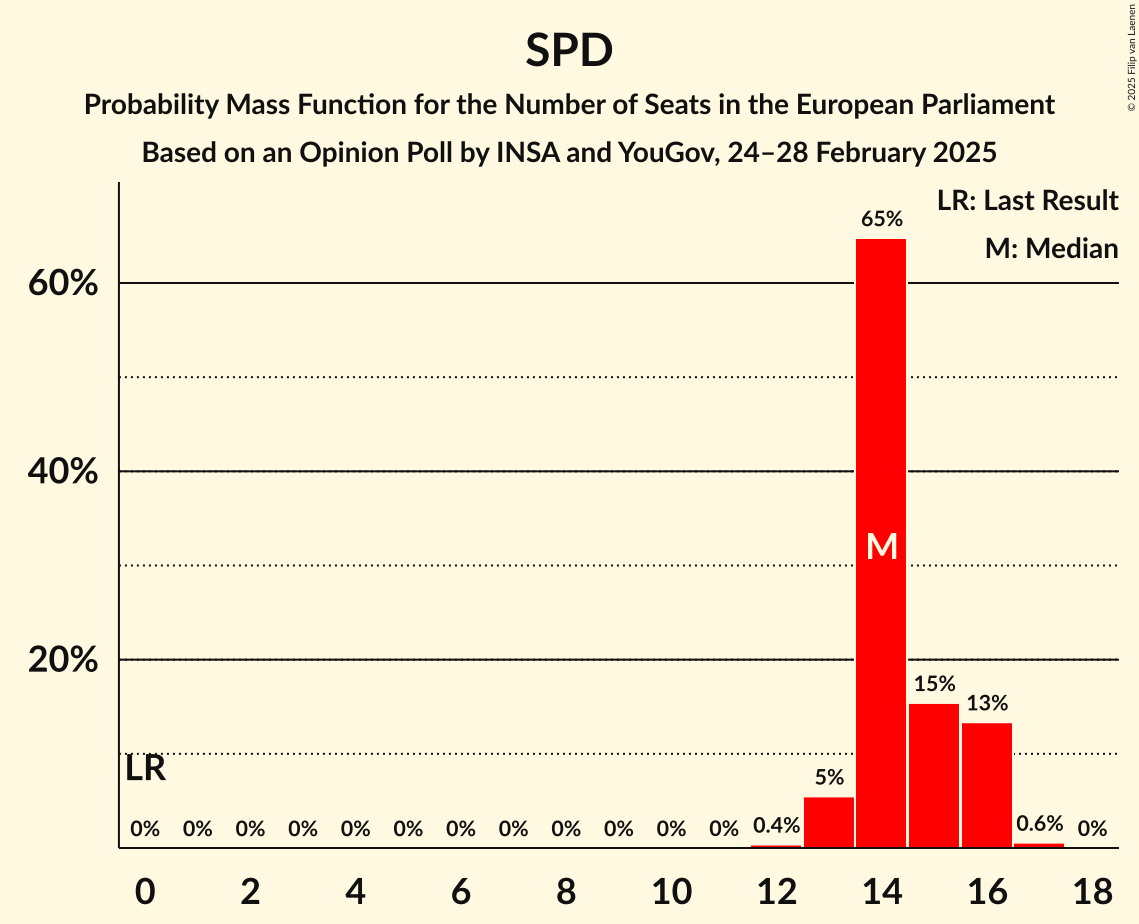 SPD
Probability Mass Function for the Number of Seats in the European Parliament
Based on an Opinion Poll by INSA and YouGov, 24–28 February 2025
© 2025 Filip van Laenen
LR: Last Result
M: Median
60%
40%
20%
65%
M
15%
13%
LR
5%
0% 0% 0% 0% 0% 0% 0% 0% 0% 0% 0% 0% 0.4% 0.6% 0%
0 2 4 6 8 10 12 14 16 18